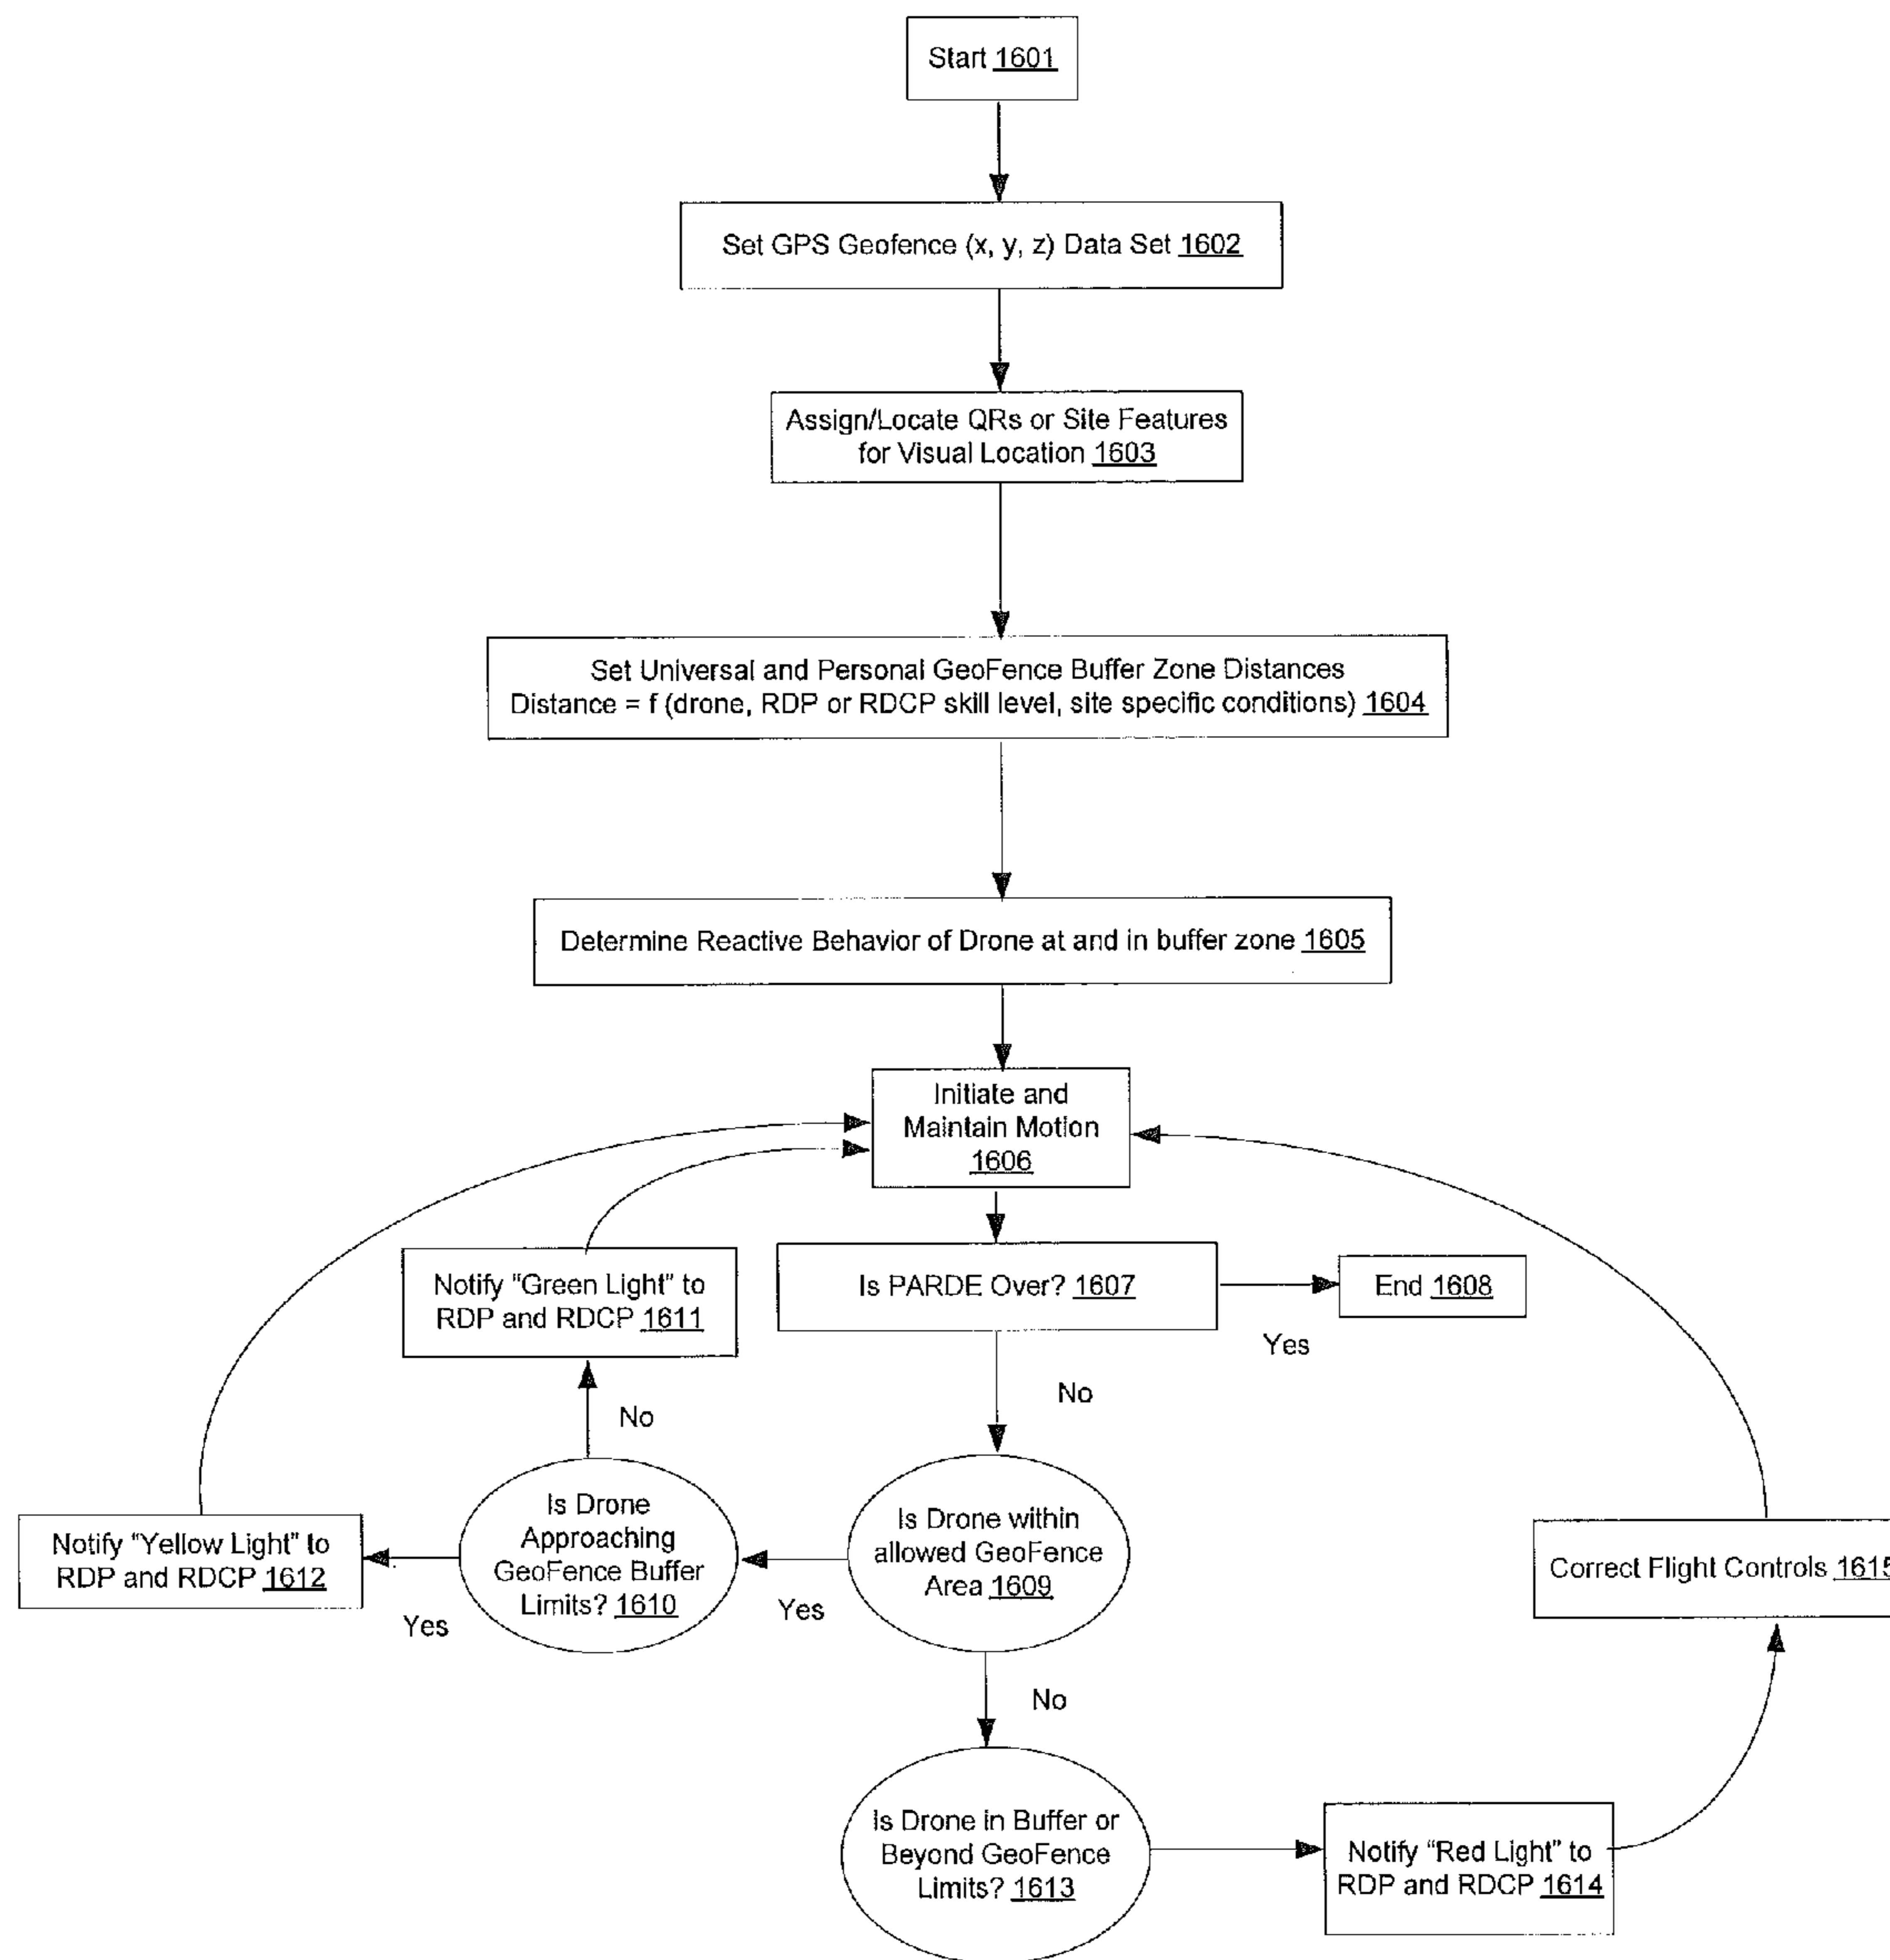 Start 1601
Set GPS Geofence (x, y, z) Data Set 1602
Assign/Locate QRs or Site Features
for Visual Location 1603
Set Universal and Personal GeoFence Buffer Zone Distances
Distance = f (drone, RDP or RDCP skill level, site specific conditions) 1604
Determine Reactive Behavior of Drone at and in buffer zone 1605
Initiate and
Maintain Motion
1606
Notify “Green Light” to
RDP and RDCP 1611
Is PARDE Over? 1607
End 1608
Yes
No
No
Notify “Yellow Light” to
RDP and RDCP 1612
Yes
Is Drone
Approaching
GeoFence Buffer
Limits? 1610
Yes
Is Drone within
allowed GeoFence
Area 1609
Correct Flight Controls 1615
No
Is Drone in Buffer or
Beyond GeoFence
Limits? 1613
Notify “Red Light” to
RDP and RDCP 1614